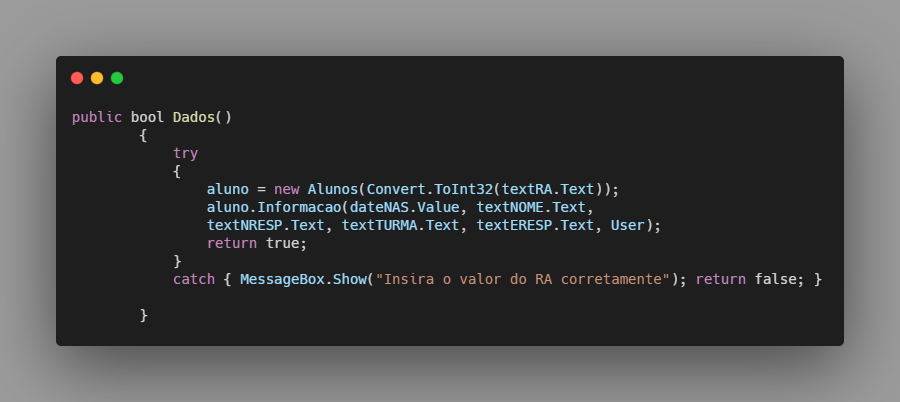 public bool Dados()
{
try
{
aluno = new Alunos(Convert.ToInt32(textRA.Text));
aluno.Informacao(dateNAS.Value, textNOME.Text,
textNRESP.Text, textTURMA.Text, textERESP.Text, User);
return true;
}
catch { MessageBox.Show("Insira o valor do RA corretamente"); return false; }
}